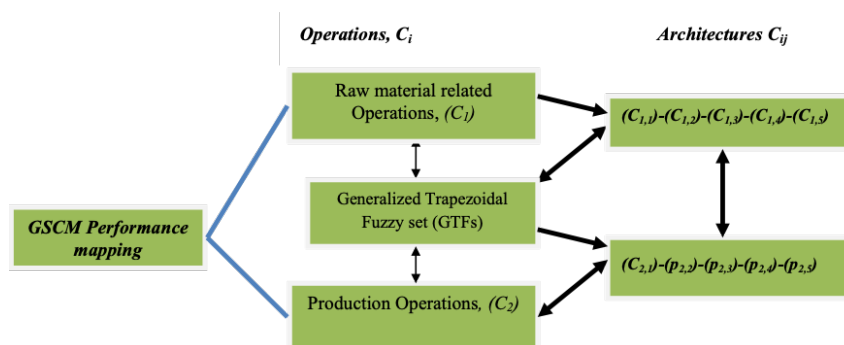 Operations, Ci
Architectures Cij
Raw material related
Operations, (C1)
(C1,1)-(C1,2)-(C1,3)-(C1,4)-(C1,5)
Generalized Trapezoidal
Fuzzy set (GTFs)
GSCM Performance
mapping
(C2,1)-(p2,2)-(p2,3)-(p2,4)-(p2,5)
Production Operations, (C2)